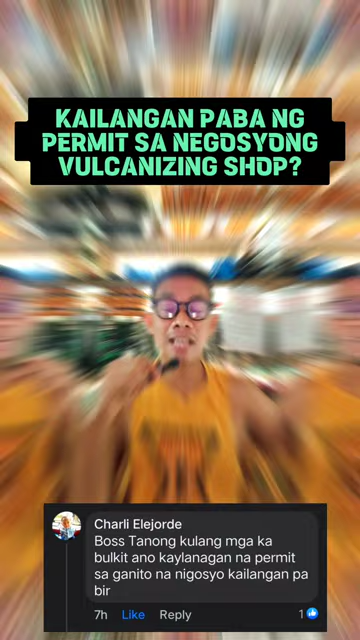 KAILANGAN PABA NG
PERMIT SA NEGOSYONG
VULCANIZING SHOP?
Charli Elejorde
Boss Tanong kulang mga ka
bulkit ano kaylanagan na permit
sa ganito na nigosyo kailangan pa
bir
7h Like Reply 1